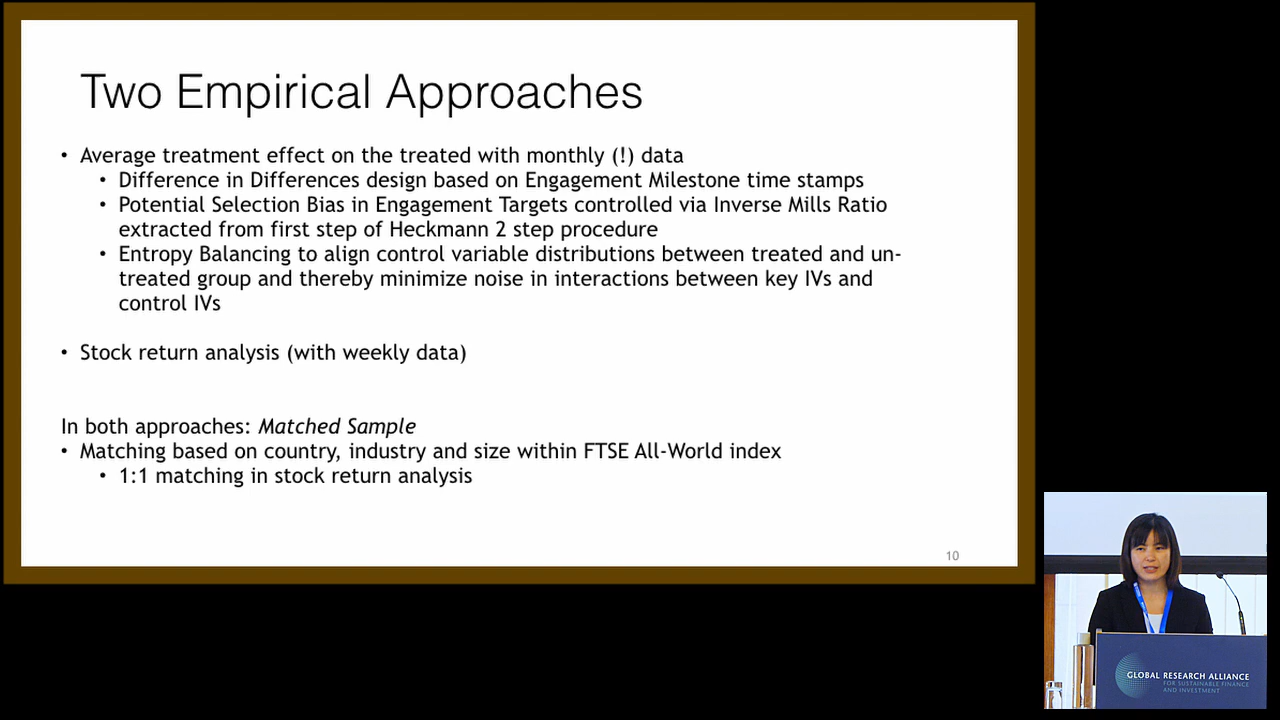 Two Empirical Approaches
• Average treatment effect on the treated with monthly (!) data
• Difference in Differences design based on Engagement Milestone time stamps
• Potential Selection Bias in Engagement Targets controlled via Inverse Mills Ratio
extracted from first step of Heckmann 2 step procedure
• Entropy Balancing to align control variable distributions between treated and un-
treated group and thereby minimize noise in interactions between key IVs and
control IVs
• Stock return analysis (with weekly data)
In both approaches: Matched Sample
• Matching based on country, industry and size within FTSE All-World index
• 1:1 matching in stock return analysis
10
GLOBAL RESEARCH ALLIANCE
FOR SUSTAINABLE FINANCE
AND INVESTMENT